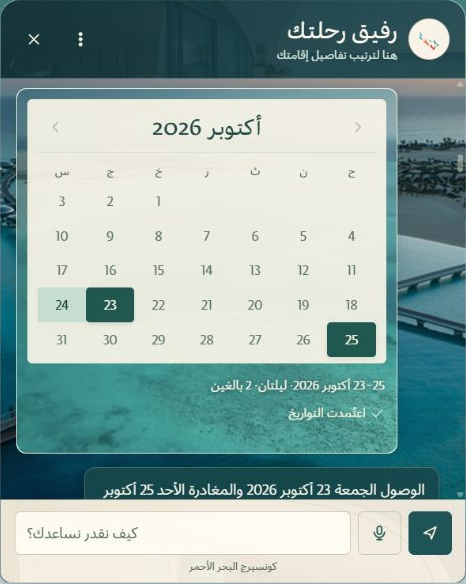 رفيق رحلتك
هنا لترتيب تفاصيل إقامتك
أكتوبر 2026
ح ن ث ر خ ج س
1 2 3
4 5 6 7 8 9 10
11 12 13 14 15 16 17
18 19 20 21 22 23 24
25 26 27 28 29 30 31
23–25 أكتوبر 2026 · ليلتان · 2 بالغين
اعتُمدت التواريخ
الوصول الجمعة 23 أكتوبر 2026 والمغادرة الأحد 25 أكتوبر
كيف نقدر نساعدك؟
كونسيرج البحر الأحمر